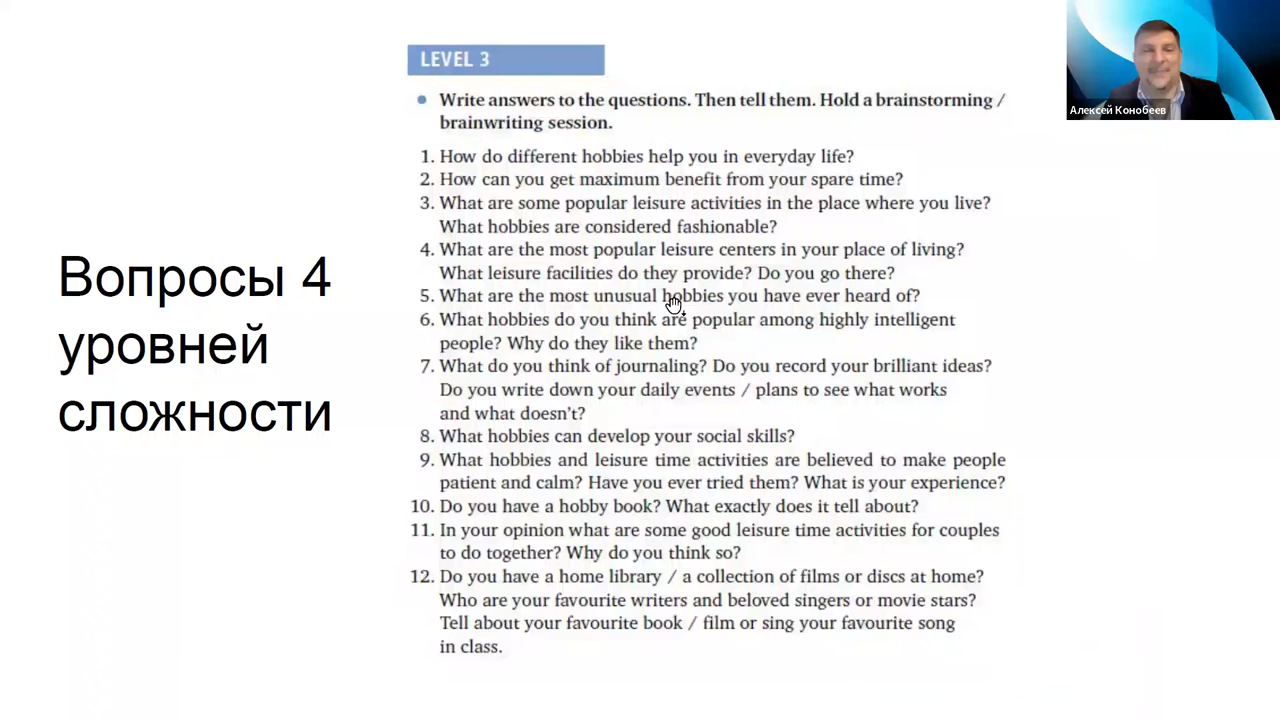 LEVEL 3
Write answers to the questions. Then tell them. Hold a brainstorming /
brainwriting session.
1. How do different hobbies help you in everyday life?
2. How can you get maximum benefit from your spare time?
3. What are some popular leisure activities in the place where you live?
What hobbies are considered fashionable?
4. What are the most popular leisure centers in your place of living?
What leisure facilities do they provide? Do you go there?
5. What are the most unusual hobbies you have ever heard of?
6. What hobbies do you think are popular among highly intelligent
people? Why do they like them?
7. What do you think of journaling? Do you record your brilliant ideas?
Do you write down your daily events / plans to see what works
and what doesn't?
8. What hobbies can develop your social skills?
9. What hobbies and leisure time activities are believed to make people
patient and calm? Have you ever tried them? What is your experience?
10. Do you have a hobby book? What exactly does it tell about?
11. In your opinion what are some good leisure time activities for couples
to do together? Why do you think so?
12. Do you have a home library / a collection of films or discs at home?
Who are your favourite writers and beloved singers or movie stars?
Tell about your favourite book / film or sing your favourite song
in class.
Вопросы 4
уровней
сложности
Алексей Конобеев